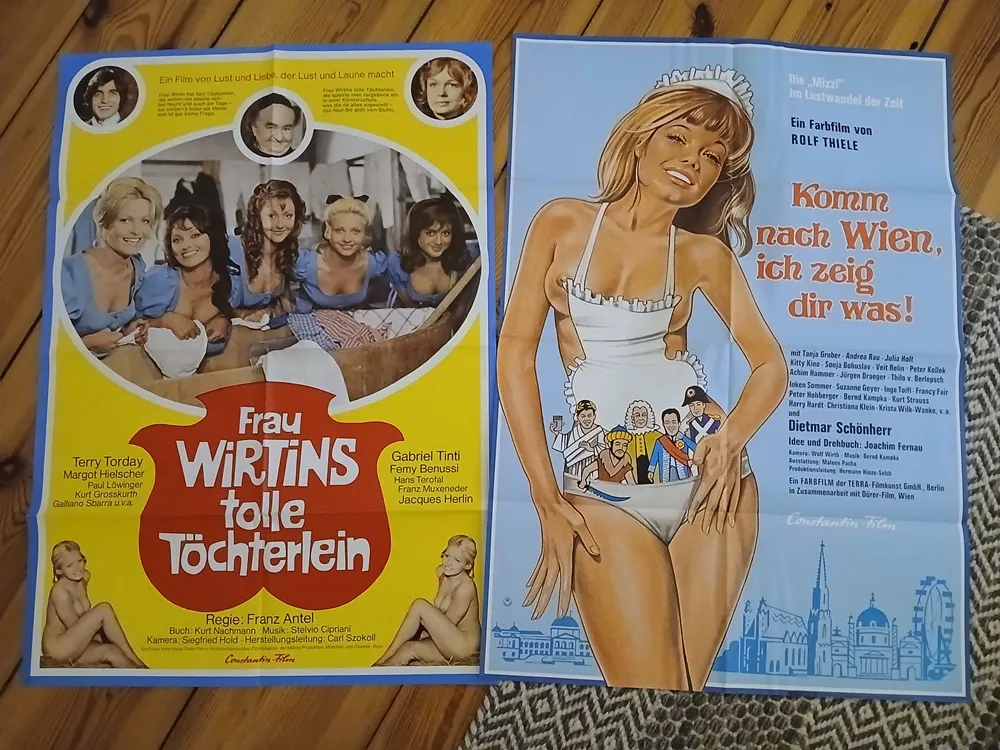 Ein Film von Lust und Liebe, der Lust und Laune macht
Frau
WIRTINS
tolle
Töchterlein
Terry Torday
Margot Hielscher
Paul Löwinger
Kurt Grosskurth
Galliano Sbarra u.v.a.
Gabriel Tinti
Femy Benussi
Hans Terofal
Franz Muxeneder
Jacques Herlin
Regie: Franz Antel
Buch: Kurt Nachmann · Musik: Stelvio Cipriani
Kamera: Siegfried Hold · Herstellungsleitung: Carl Szokoll
Constantin-Film
Die „Mizzi"
im Lustwandel der Zeit
Ein Farbfilm von
ROLF THIELE
Komm
nach Wien,
ich zeig
dir was!
mit Tanja Gruber · Andrea Rau · Julia Holt
Kitty Kino · Sonja Bohuslav · Veit Relin · Peter Kollek
Achim Hammer · Jürgen Draeger · Thilo v. Berlepsch
Inken Sommer · Suzanne Geyer · Inge Toifl · Francy Fair
Peter Hohberger · Bernd Kampka · Kurt Strauss
Harry Hardt · Christiana Klein · Krista Wilk-Wanke, v.a.
und
Dietmar Schönherr
Idee und Drehbuch: Joachim Fernau
Kamera: Wolf Wirth · Musik: Bernd Kampka
Ausstattung: Maleen Pacha
Produktionsleitung: Hermann Hinze-Selch
Ein FARBFILM der TERRA-Filmkunst GmbH., Berlin
in Zusammenarbeit mit Dürer-Film, Wien
Constantin-Film